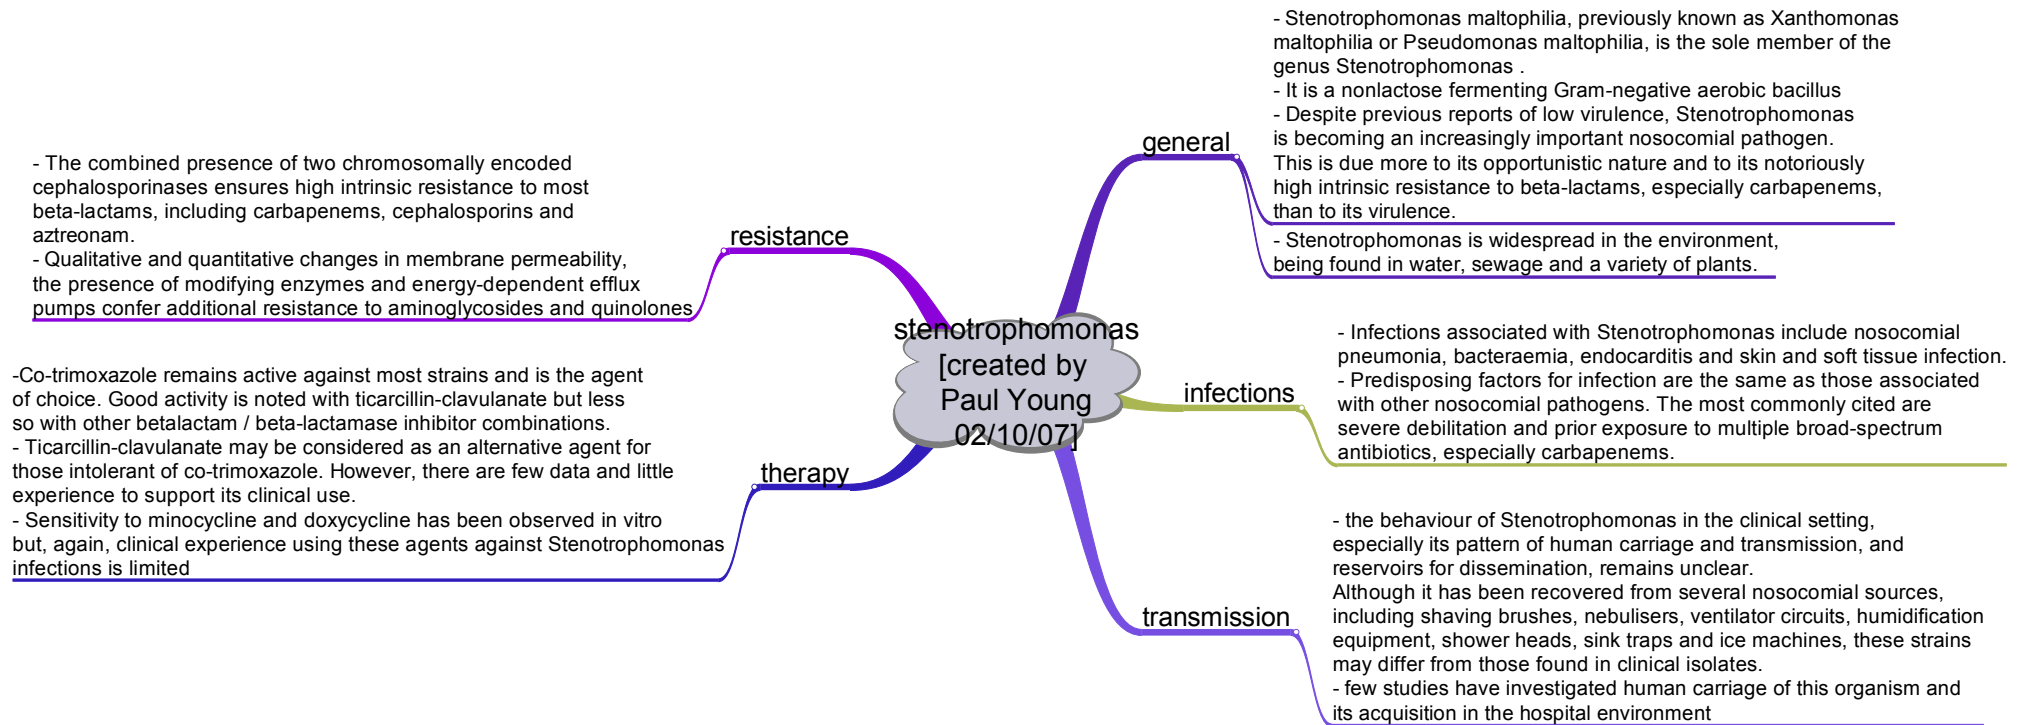 stenotrophomonas
[created by
Paul Young
02/10/07]
general
- Stenotrophomonas maltophilia, previously known as Xanthomonas
maltophilia or Pseudomonas maltophilia, is the sole member of the
genus Stenotrophomonas .
- It is a nonlactose fermenting Gram-negative aerobic bacillus
- Despite previous reports of low virulence, Stenotrophomonas
is becoming an increasingly important nosocomial pathogen.
This is due more to its opportunistic nature and to its notoriously
high intrinsic resistance to beta-lactams, especially carbapenems,
than to its virulence.
- Stenotrophomonas is widespread in the environment,
being found in water, sewage and a variety of plants.
infections
- Infections associated with Stenotrophomonas include nosocomial
pneumonia, bacteraemia, endocarditis and skin and soft tissue infection.
- Predisposing factors for infection are the same as those associated
with other nosocomial pathogens. The most commonly cited are
severe debilitation and prior exposure to multiple broad-spectrum
antibiotics, especially carbapenems.
transmission
- the behaviour of Stenotrophomonas in the clinical setting,
especially its pattern of human carriage and transmission, and
reservoirs for dissemination, remains unclear.
Although it has been recovered from several nosocomial sources,
including shaving brushes, nebulisers, ventilator circuits, humidification
equipment, shower heads, sink traps and ice machines, these strains
may differ from those found in clinical isolates.
- few studies have investigated human carriage of this organism and
its acquisition in the hospital environment
resistance
- The combined presence of two chromosomally encoded
cephalosporinases ensures high intrinsic resistance to most
beta-lactams, including carbapenems, cephalosporins and
aztreonam.
- Qualitative and quantitative changes in membrane permeability,
the presence of modifying enzymes and energy-dependent efflux
pumps confer additional resistance to aminoglycosides and quinolones
therapy
-Co-trimoxazole remains active against most strains and is the agent
of choice. Good activity is noted with ticarcillin-clavulanate but less
so with other betalactam / beta-lactamase inhibitor combinations.
- Ticarcillin-clavulanate may be considered as an alternative agent for
those intolerant of co-trimoxazole. However, there are few data and little
experience to support its clinical use.
- Sensitivity to minocycline and doxycycline has been observed in vitro
but, again, clinical experience using these agents against Stenotrophomonas
infections is limited